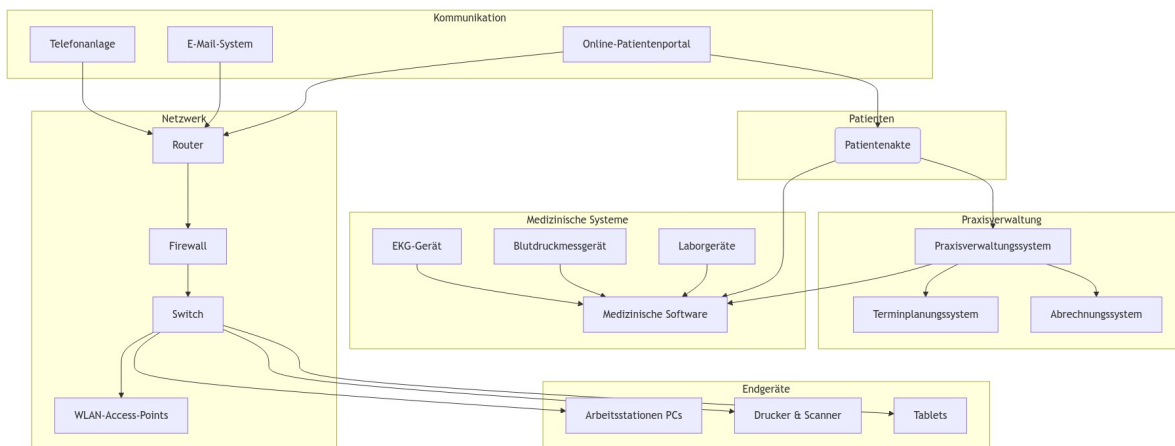 Kommunikation
Telefonanlage
E-Mail-System
Online-Patientenportal
Netzwerk
Router
Patienten
Patientenakte
Medizinische Systeme
EKG-Gerät
Blutdruckmessgerät
Laborgeräte
Praxisverwaltung
Praxisverwaltungssystem
Firewall
Switch
Medizinische Software
Terminplanungssystem
Abrechnungssystem
Endgeräte
WLAN-Access-Points
Arbeitsstationen PCs
Drucker & Scanner
Tablets